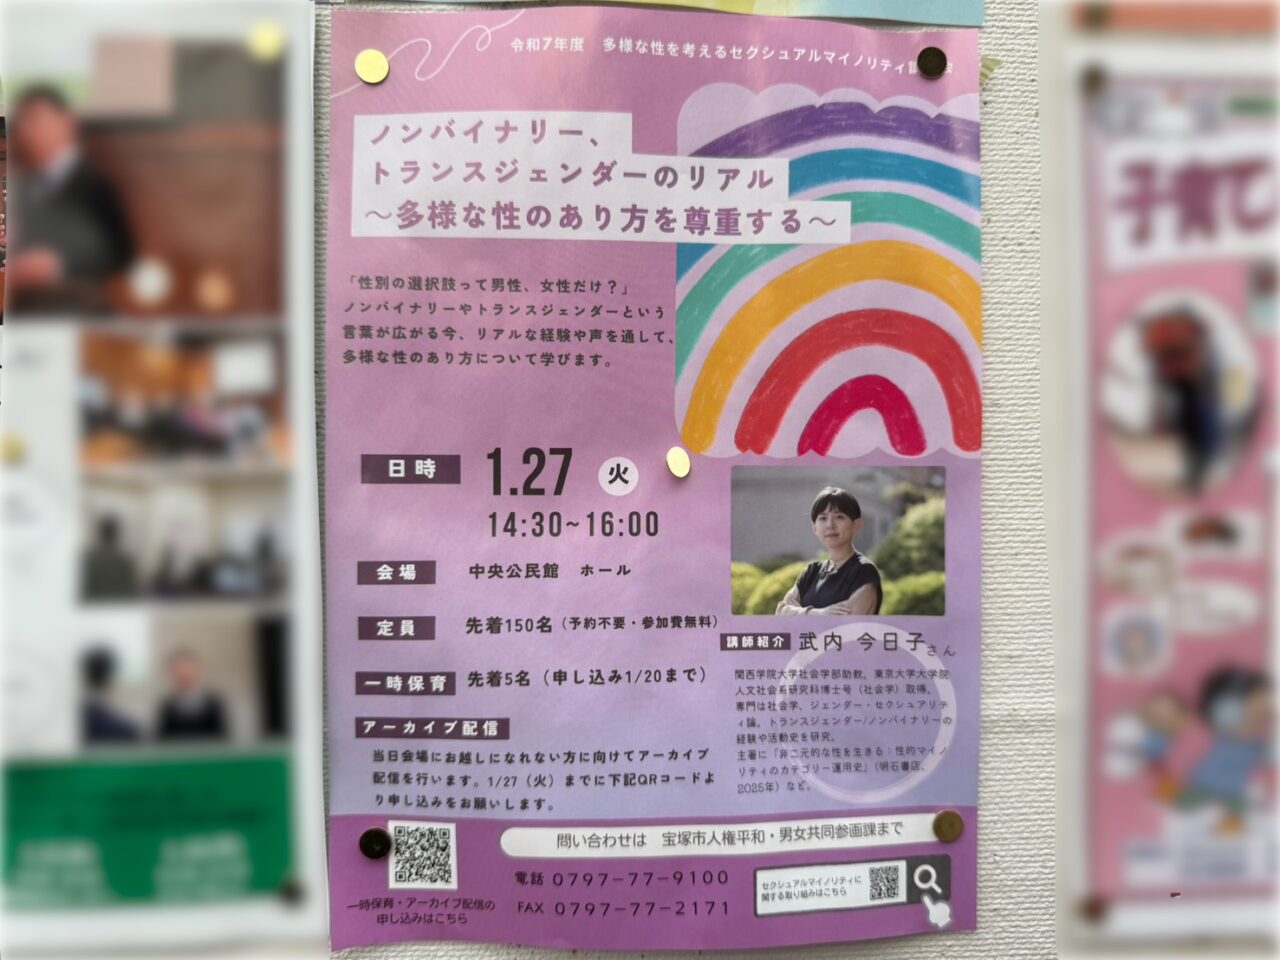 令和7年度 多様な性を考えるセクシュアルマイノリティ
ノンバイナリー、
トランスジェンダーのリアル
～多様な性のあり方を尊重する～
「性別の選択肢って男性、女性だけ?」
ノンバイナリーやトランスジェンダーという
言葉が広がる今、リアルな経験や声を通して、
多様な性のあり方について学びます。
日時 1.27 火
14:30~16:00
会場 中央公民館 ホール
定員 先着150名(予約不要・参加費無料)
一時保育 先着5名(申し込み1/20まで)
アーカイブ配信
当日会場にお越しになれない方に向けてアーカイブ
配信を行います。1/27(火)までに下記QRコードよ
り申し込みをお願いします。
講師紹介 武内 今日子さん
関西学院大学社会学部助教。東京大学大学院
人文社会系研究科博士号(社会学)取得。
専門は社会学、ジェンダー・セクシュアリテ
ィ論。トランスジェンダー/ノンバイナリーの
経験や活動史を研究。
主著に『非二元的な性を生きる:性的マイノ
リティのカテゴリー運用史』(明石書店、
2025年)など。
問い合わせは 宝塚市人権平和・男女共同参画課まで
電話 0797-77-9100
FAX 0797-77-2171
一時保育・アーカイブ配信の
申し込みはこちら
セクシュアルマイノリティに
関する取り組みはこちら
子育て